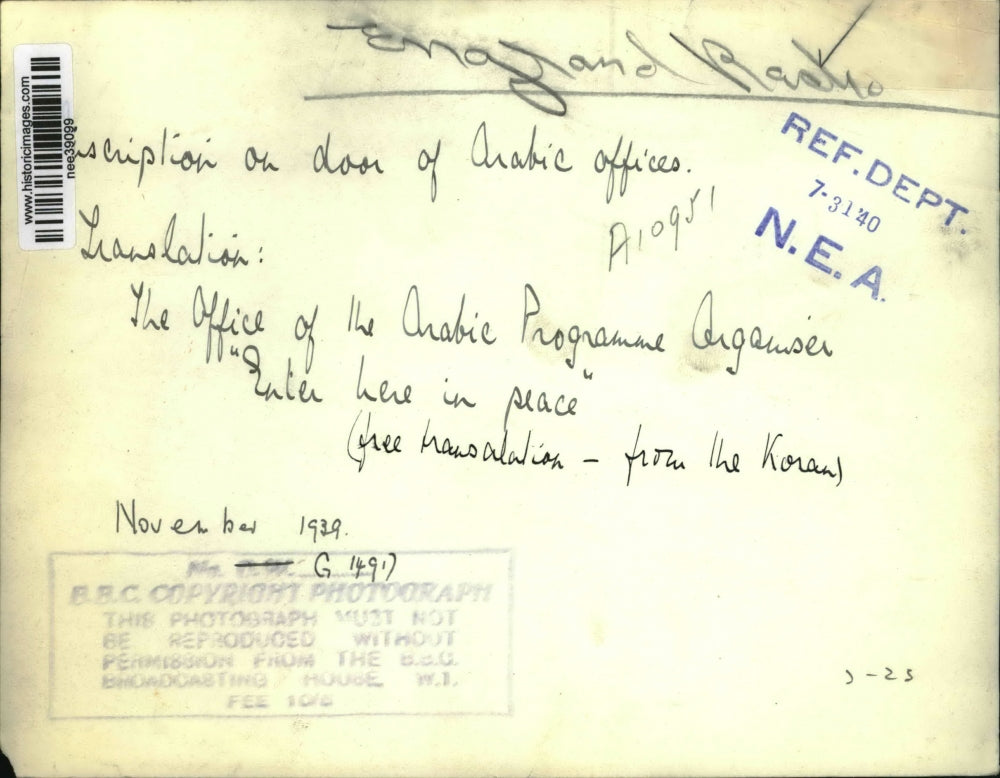 England Radio
www.historicimages.com
nee39099
scription on door of Arabic offices.
REF. DEPT.
7-31 40
N. E. A.
A10951
Translation:
The Office of the Arabic Programme Organiser
"Enter here in peace"
(free transalation - from the Koran)
November 1939.
No. G 1491)
B.B.C. COPYRIGHT PHOTOGRAPH
THIS PHOTOGRAPH MUST NOT
BE REPRODUCED WITHOUT
PERMISSION FROM THE B.B.C.
BROADCASTING HOUSE, W.1.
FEE 10/6